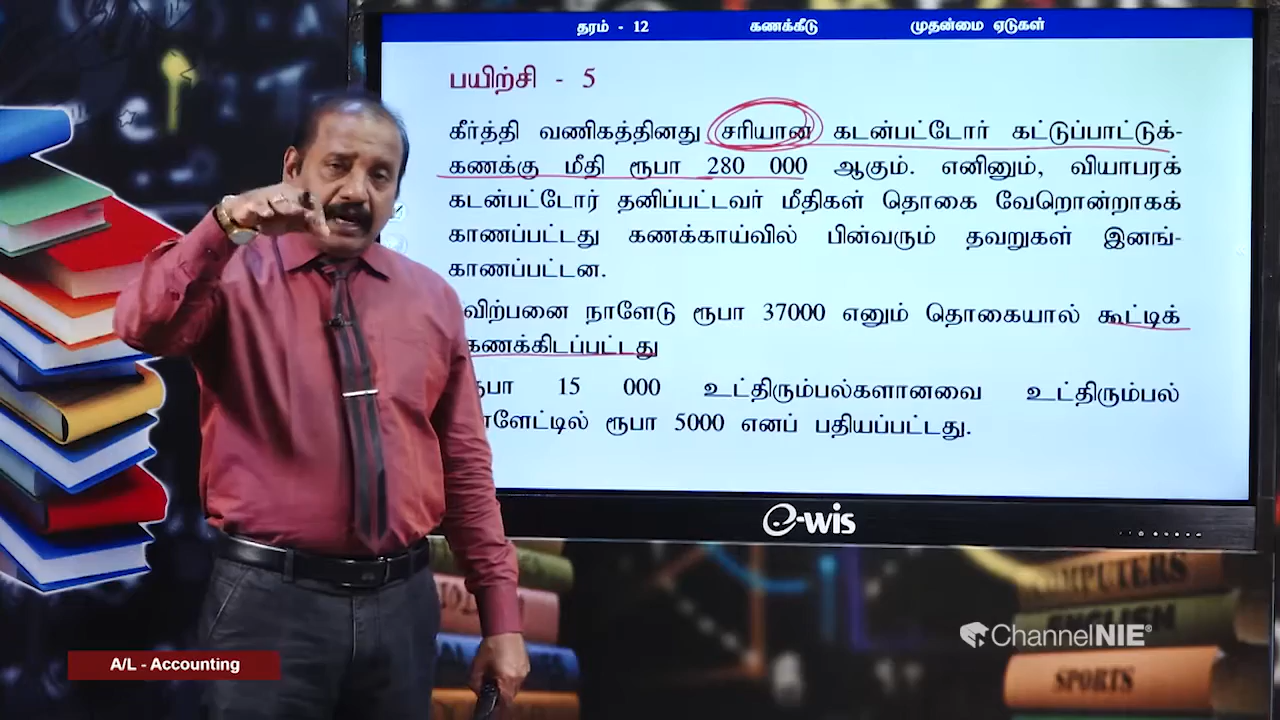 தரம் - 12 கணக்கீடு முதன்மை ஏடுகள்
பயிற்சி - 5
கீர்த்தி வணிகத்தினது சரியான கடன்பட்டோர் கட்டுப்பாட்டுக்-
கணக்கு மீதி ரூபா 280 000 ஆகும். எனினும், வியாபரக்
கடன்பட்டோர் தனிப்பட்டவர் மீதிகள் தொகை வேறொன்றாகக்
காணப்பட்டது கணக்காய்வில் பின்வரும் தவறுகள் இனங்-
காணப்பட்டன.
விற்பனை நாளேடு ரூபா 37000 எனும் தொகையால் கூட்டிக்
கணக்கிடப்பட்டது
15 000 உட்திரும்பல்களானவை உட்திரும்பல்
ரூபா 5000 எனப் பதியப்பட்டது.
e-wis
COMPUTERS
ENGLISH
ChannelNIE
SPORTS
A/L - Accounting